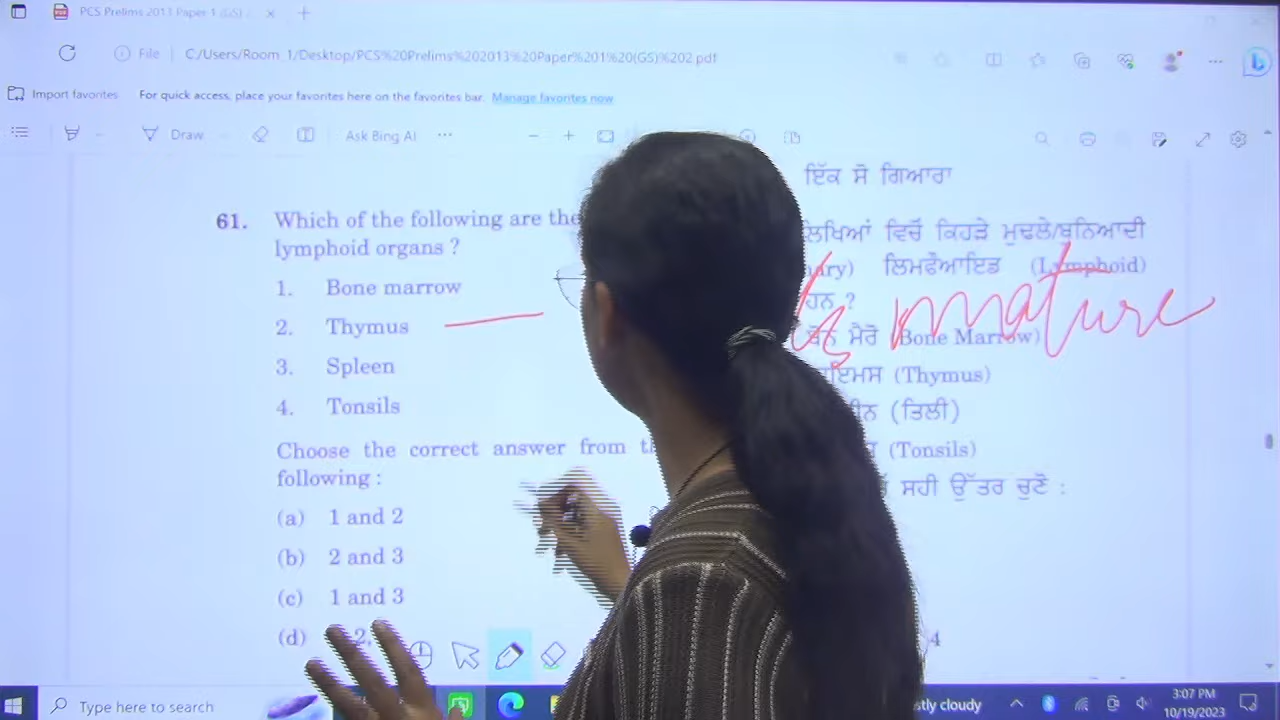 PCS Prelims 2013 Paper 1 (GS)
File C:/Users/Room 1/Desktop/PCS%20Prelims%202013%20Paper%201%20(GS)%202.pdf
Import favorites For quick access, place your favorites here on the favorites bar. Manage favorites now
Draw Ask Bing AI
61. Which of the following are the
lymphoid organs ?
1. Bone marrow
2. Thymus
3. Spleen
4. Tonsils
Choose the correct answer from
following :
(a) 1 and 2
(b) 2 and 3
(c) 1 and 3
(d)
ਇੱਕ ਸੋ ਗਿਆਰਾ
ਵਿਚੋਂ ਕਿਹੜੇ ਮੁਢਲੇ/ਬੁਨਿਆਦੀ
ਲਿਮਫੌਆਇਡ (Lymphoid)
ਹਨ ?
ਬੋਨ ਮੈਰੋ (Bone Marrow)
mature
(Thymus)
(ਤਿਲੀ)
(Tonsils)
ਸਹੀ ਉੱਤਰ ਚੁਣੋ :
4
Type here to search
cloudy
3:07 PM
10/19/2023